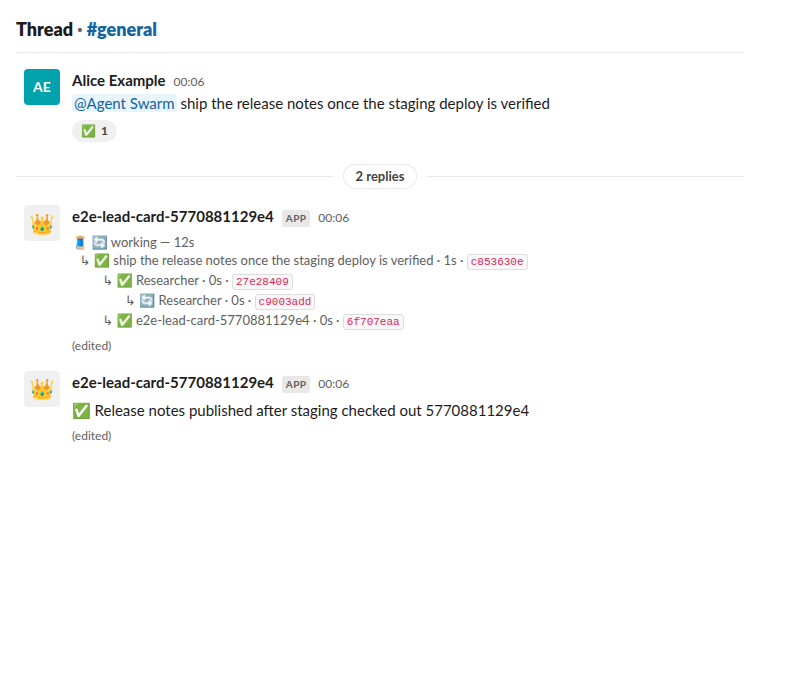 Thread • #general
AE
Alice Example 00:06
@Agent Swarm ship the release notes once the staging deploy is verified
✅ 1
2 replies
e2e-lead-card-5770881129e4 APP 00:06
🧵 🔄 working — 12s
↳ ✅ ship the release notes once the staging deploy is verified · 1s · c853630e
↳ ✅ Researcher · 0s · 27e28409
↳ 🔄 Researcher · 0s · c9003add
↳ ✅ e2e-lead-card-5770881129e4 · 0s · 6f707eaa
(edited)
e2e-lead-card-5770881129e4 APP 00:06
✅ Release notes published after staging checked out 5770881129e4
(edited)